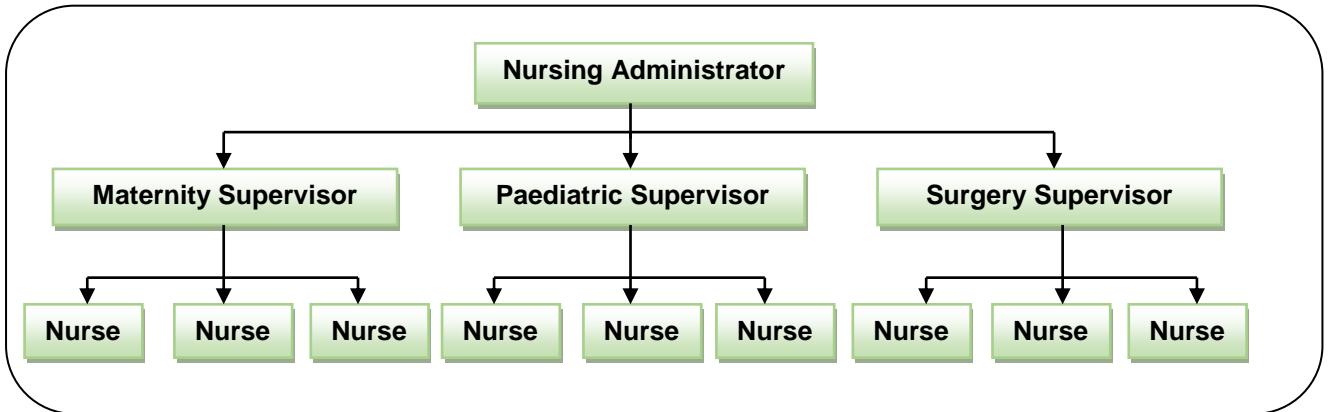 Nursing Administrator
Maternity Supervisor
Paediatric Supervisor
Surgery Supervisor
Nurse
Nurse
Nurse
Nurse
Nurse
Nurse
Nurse
Nurse
Nurse